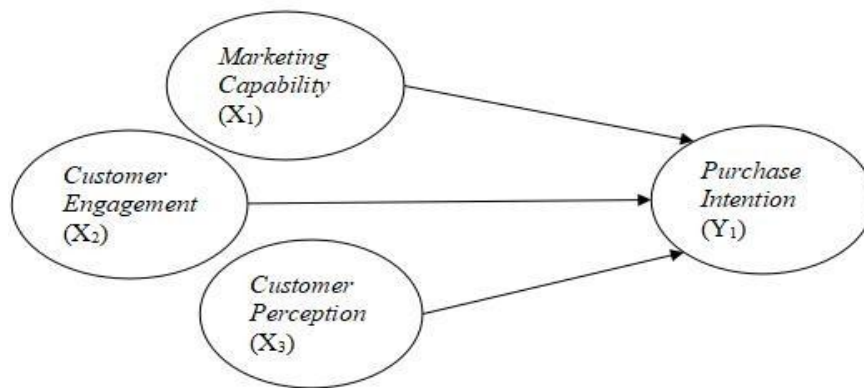 Marketing
Capability
(X₁)
Customer
Engagement
(X₂)
Customer
Perception
(X₃)
Purchase
Intention
(Y₁)